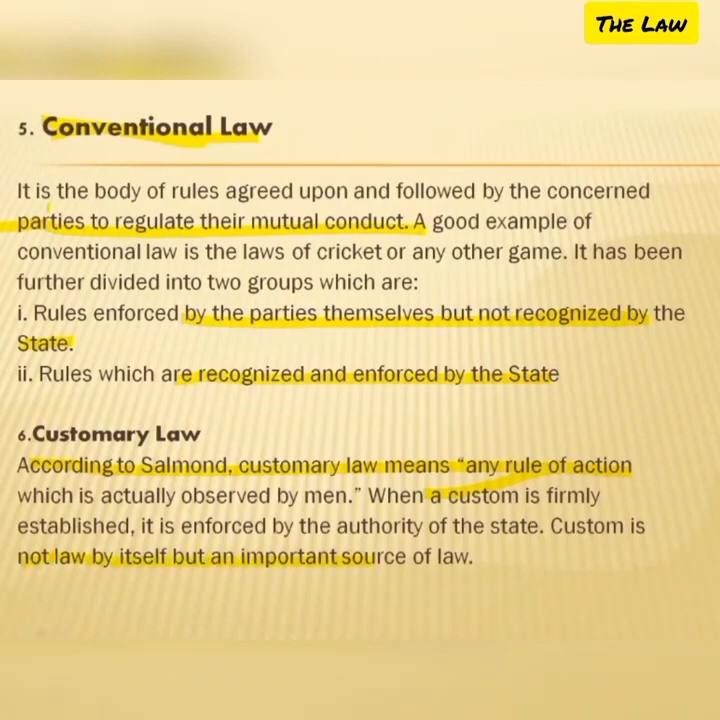 THE LAW
5. Conventional Law
It is the body of rules agreed upon and followed by the concerned
parties to regulate their mutual conduct. A good example of
conventional law is the laws of cricket or any other game. It has been
further divided into two groups which are:
i. Rules enforced by the parties themselves but not recognized by the
State.
ii. Rules which are recognized and enforced by the State
6.Customary Law
According to Salmond, customary law means “any rule of action
which is actually observed by men.” When a custom is firmly
established, it is enforced by the authority of the state. Custom is
not law by itself but an important source of law.